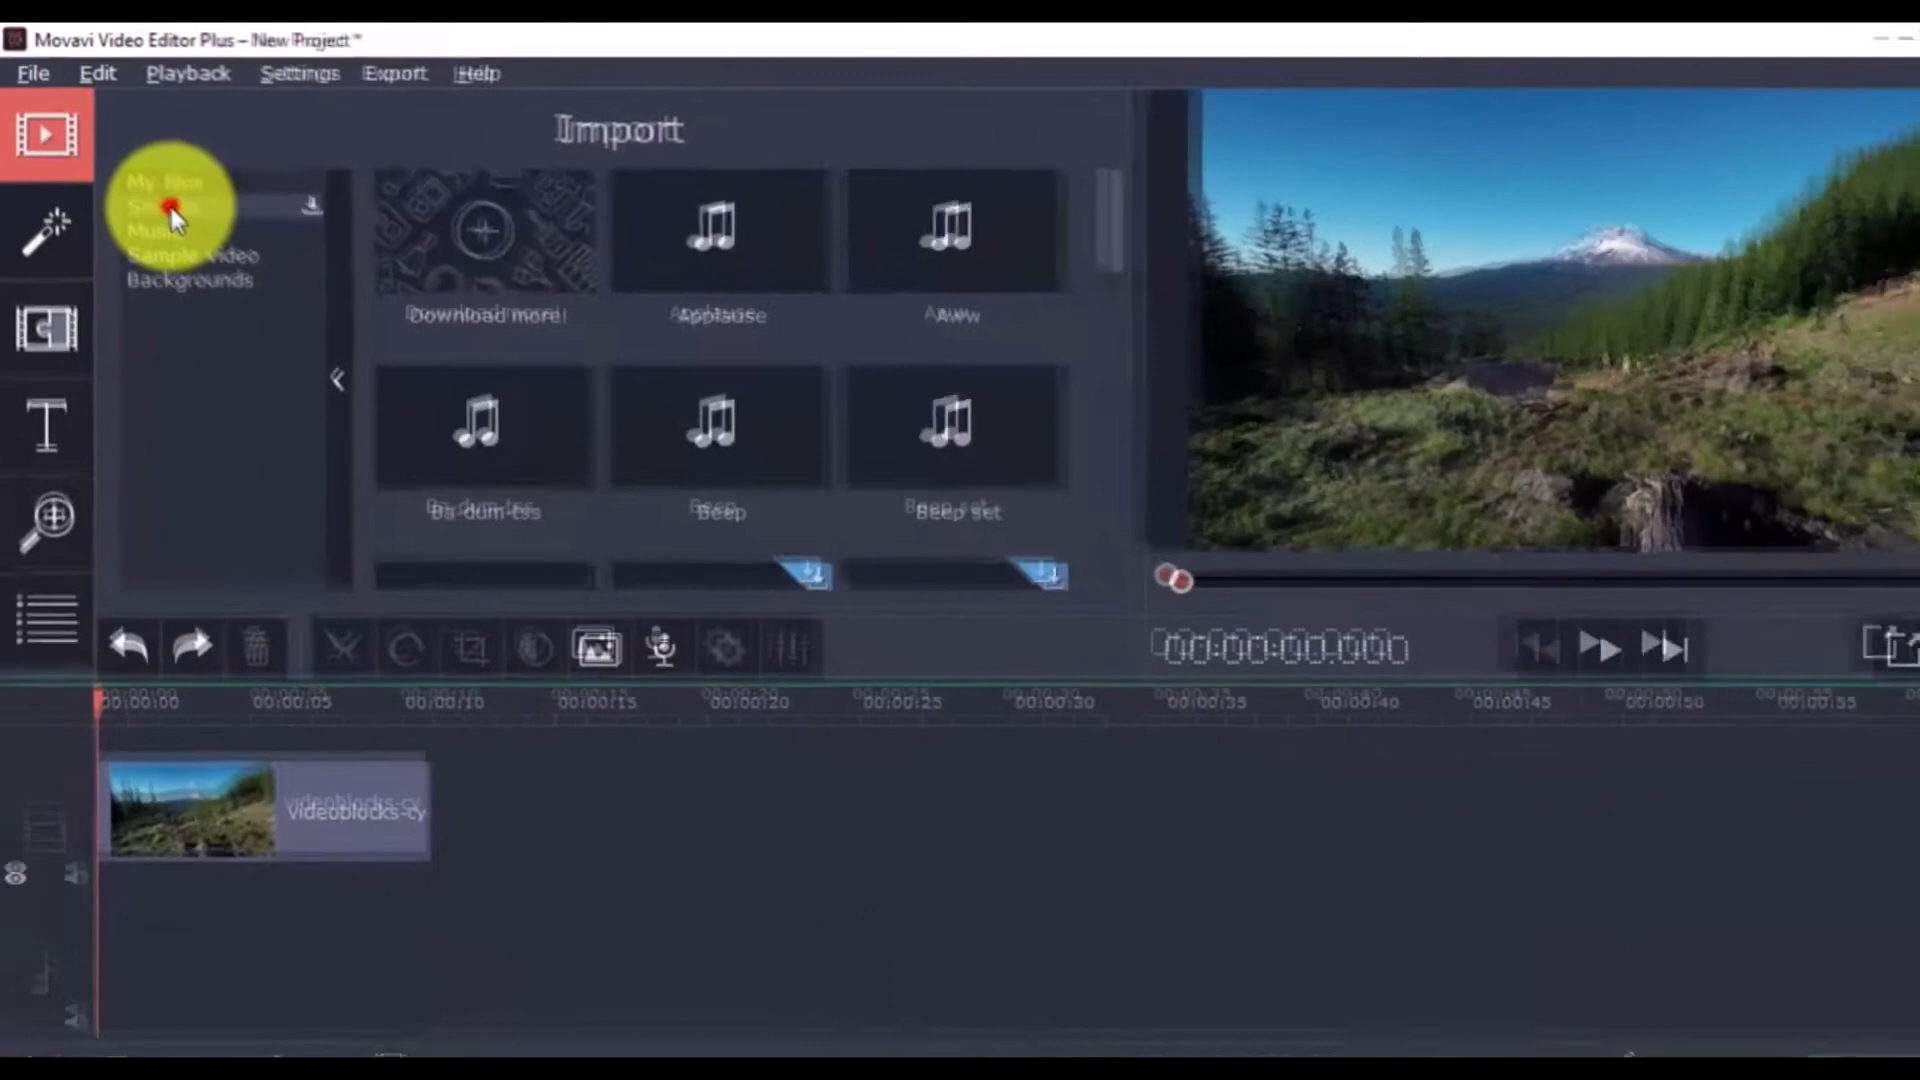 Movavi Video Editor Plus – New Project*
File Edit Playback Settings Export Help
Import
My files
Music
Sample video
Backgrounds
Download more!
Applause
Aww
Ba-dum-tss
Beep
Beep set
00:00:00.000
00:00:00 00:00:05 00:00:10 00:00:15 00:00:20 00:00:25 00:00:30 00:00:35 00:00:40 00:00:45 00:00:50 00:00:55
videoblocks-cy